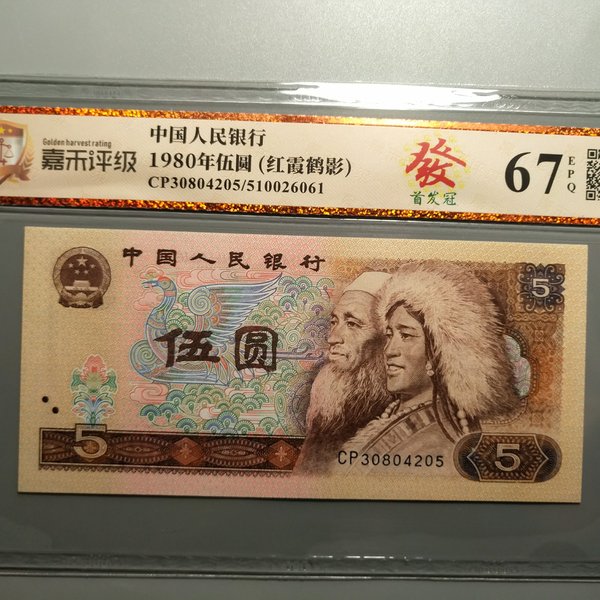 Golden harvest rating
嘉禾评级
中国人民银行
1980年伍圆 (红霞鹤影)
CP30804205/510026061
發
首发冠
67
EPQ
中国人民银行
5
伍圆
5
CP30804205
5